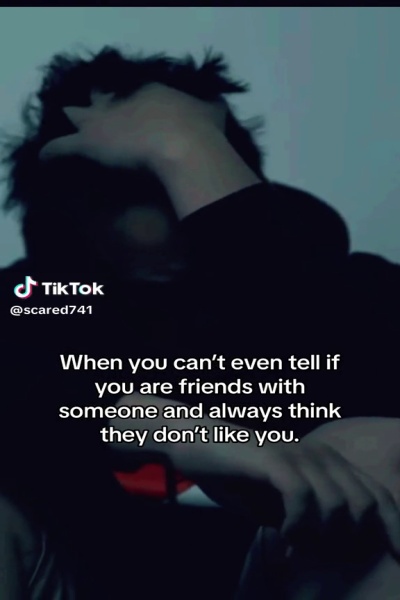 TikTok
@scared741
When you can't even tell if
you are friends with
someone and always think
they don't like you.